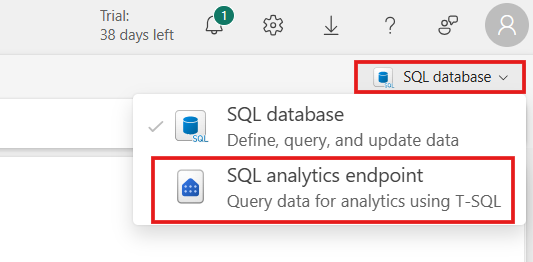 Trial:
38 days left
1
SQL database
SQL database
SQL
Define, query, and update data
SQL analytics endpoint
Query data for analytics using T-SQL